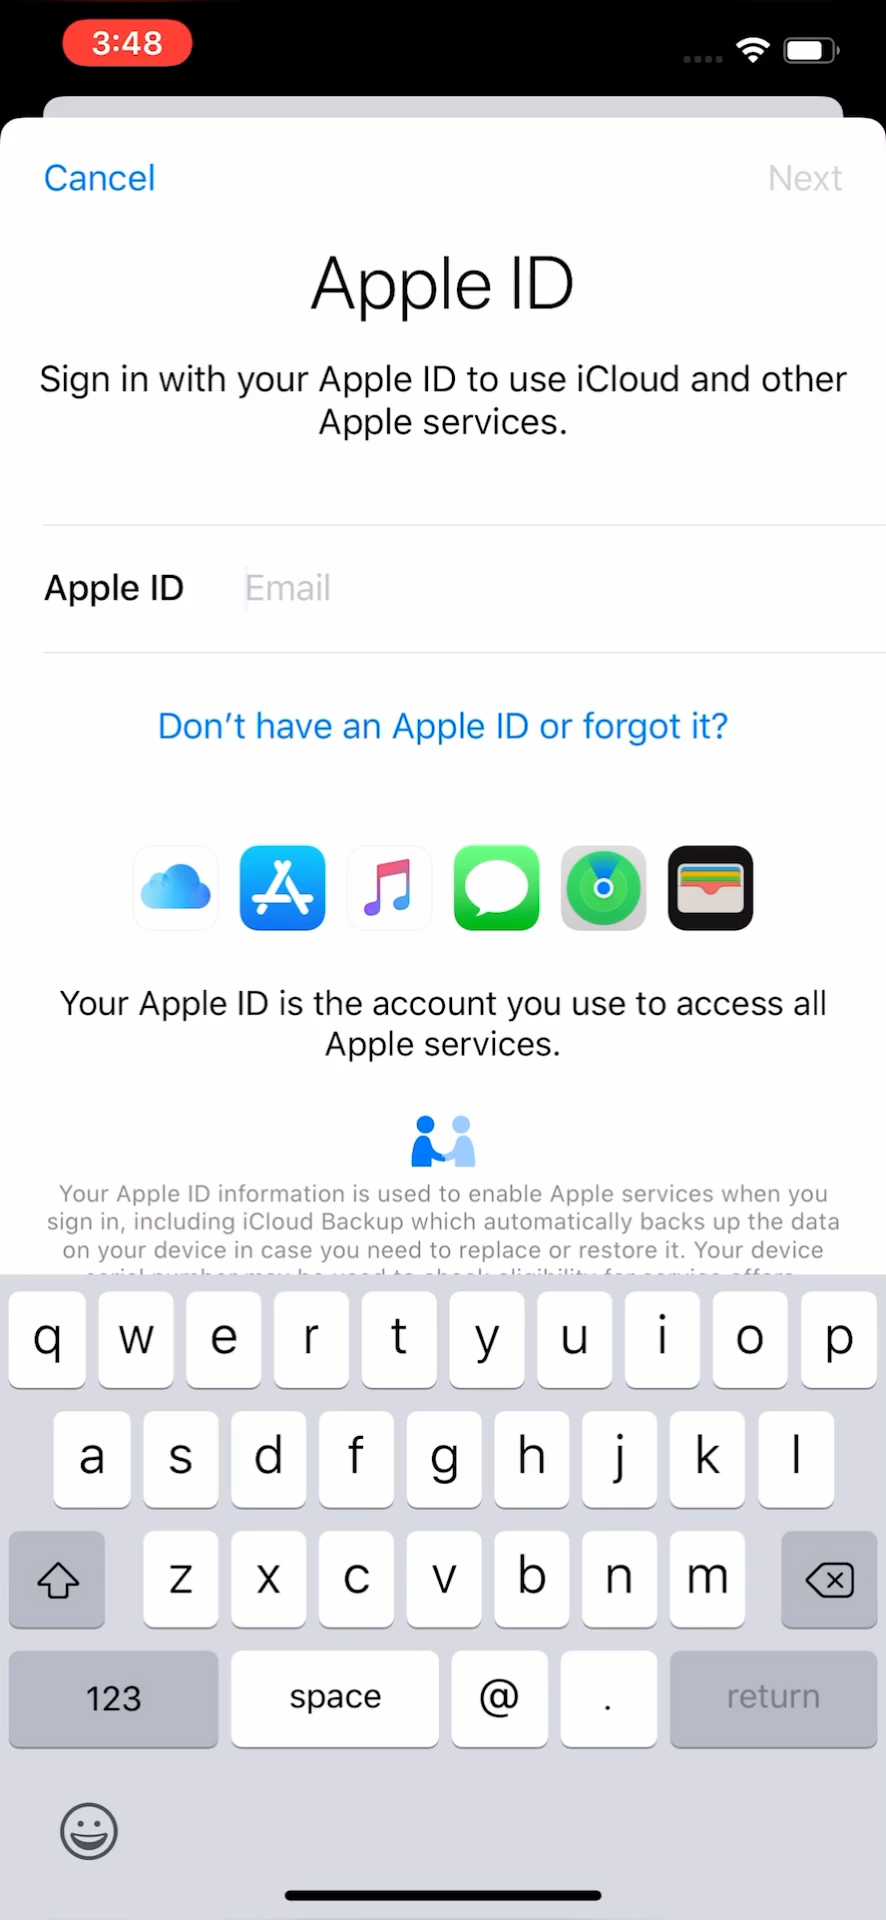 3:48
Cancel
Next
Apple ID
Sign in with your Apple ID to use iCloud and other
Apple services.
Apple ID
Email
Don't have an Apple ID or forgot it?
Your Apple ID is the account you use to access all
Apple services.
Your Apple ID information is used to enable Apple services when you
sign in, including iCloud Backup which automatically backs up the data
on your device in case you need to replace or restore it. Your device
q w e r t y u i o p
a s d f g h j k l
z x c v b n m
123 space @ . return